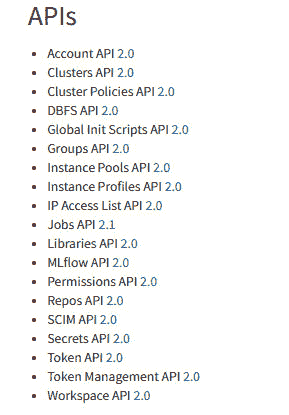 APIs
Account API 2.0
Clusters API 2.0
Cluster Policies API 2.0
DBFS API 2.0
Global Init Scripts API 2.0
Groups API 2.0
Instance Pools API 2.0
Instance Profiles API 2.0
IP Access List API 2.0
Jobs API 2.1
Libraries API 2.0
MLflow API 2.0
Permissions API 2.0
Repos API 2.0
SCIM API 2.0
Secrets API 2.0
Token API 2.0
Token Management API 2.0
Workspace API 2.0